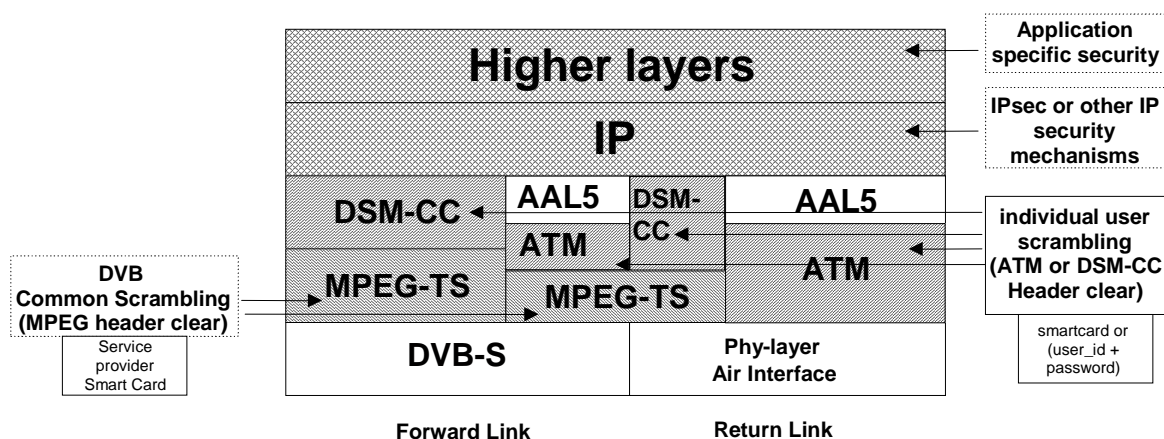 Higher layers
IP
DSM-CC
AAL5
DSM-
CC
AAL5
ATM
ATM
MPEG-TS
MPEG-TS
DVB-S
Phy-layer
Air Interface
Forward Link
Return Link
DVB
Common Scrambling
(MPEG header clear)
Service
provider
Smart Card
Application
specific security
IPsec or other IP
security
mechanisms
individual user
scrambling
(ATM or DSM-CC
Header clear)
smartcard or
(user_id +
password)